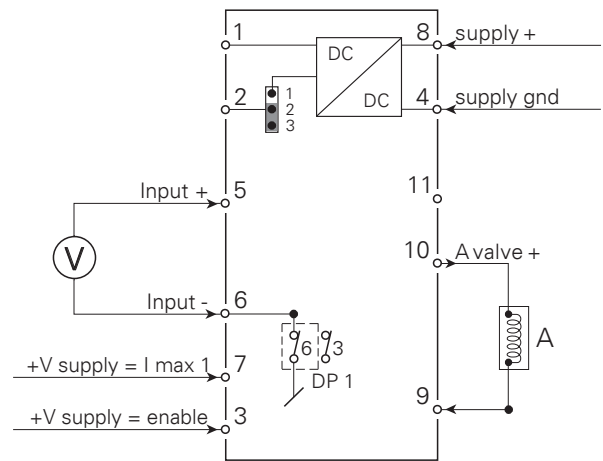 1
DC
8
supply +
2
1
2
3
DC
4
supply gnd
Input +
5
11
10
A valve +
V
Input -
6
A
6
3
+V supply = I max 1
7
DP 1
9
+V supply = enable
3